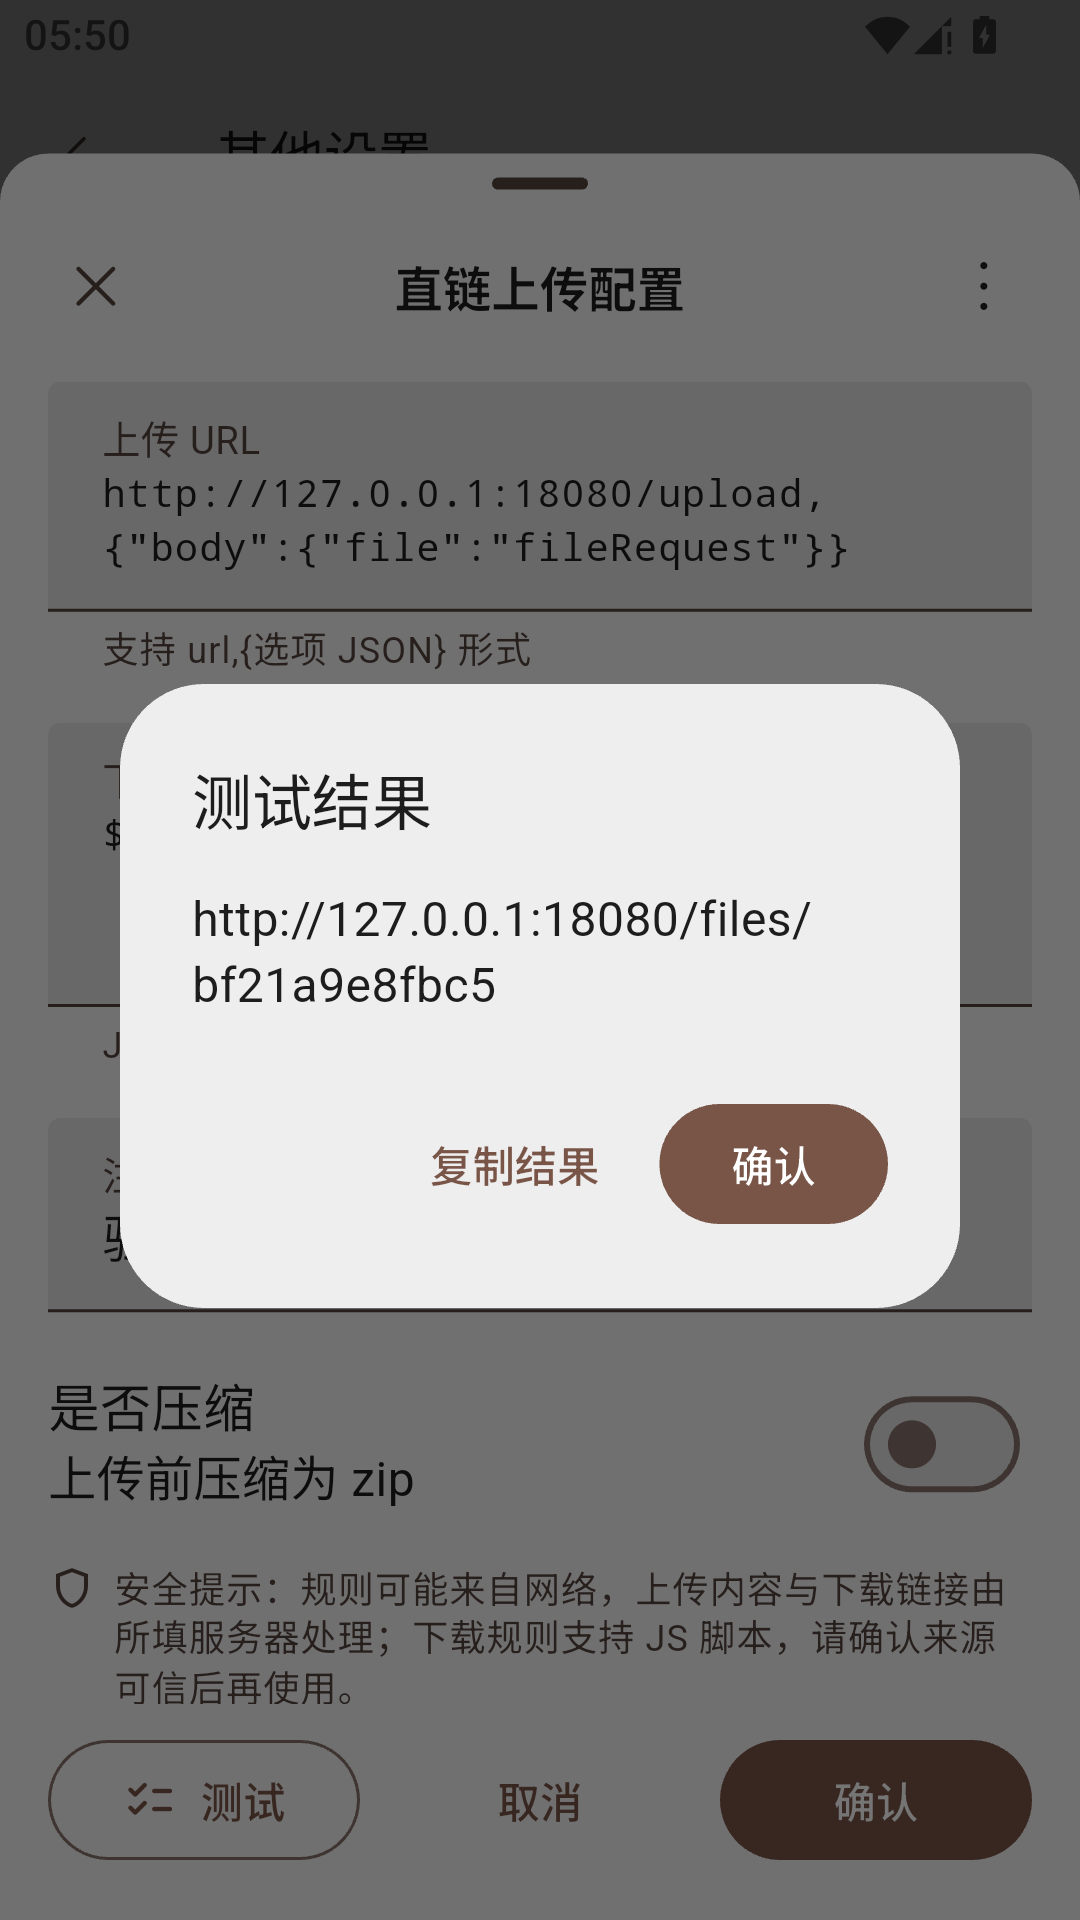 05:50
其他设置
直链上传配置
上传 URL
http://127.0.0.1:18080/upload,
{"body":{"file":"fileRequest"}}
支持 url,{选项 JSON} 形式
$
测试结果
http://127.0.0.1:18080/files/
bf21a9e8fbc5
J
复制结果
确认
是否压缩
上传前压缩为 zip
安全提示：规则可能来自网络，上传内容与下载链接由
所填服务器处理；下载规则支持 JS 脚本，请确认来源
可信后再使用。
测试
取消
确认